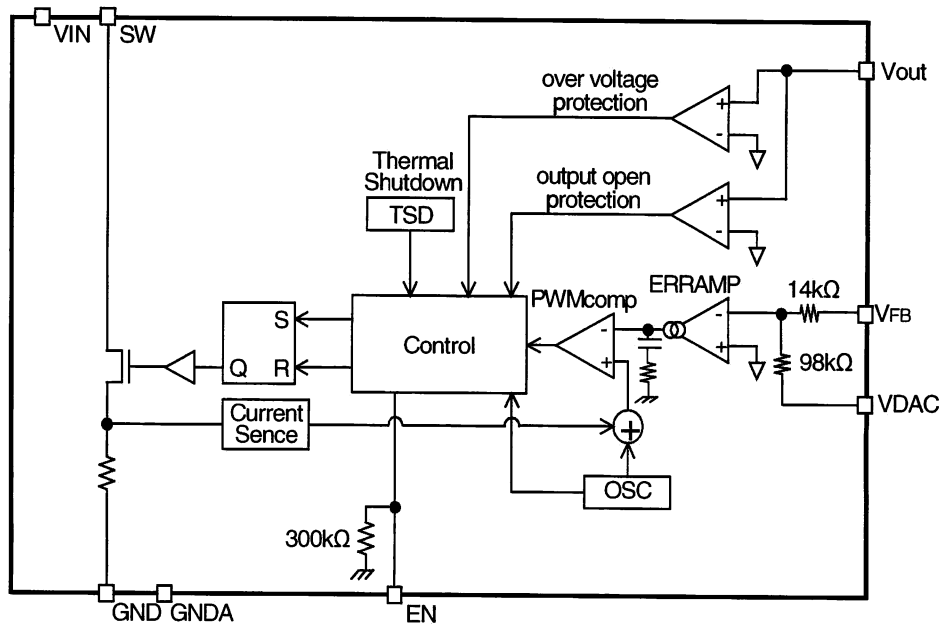 VIN
SW
Vout
over voltage
protection
+
-
Thermal
Shutdown
TSD
output open
protection
+
-
ERRAMP
PWMcomp
14kΩ
VFB
-
+
98kΩ
VDAC
S
Q R
Control
-
+
Current
Sence
+
OSC
300kΩ
GND
GNDA
EN